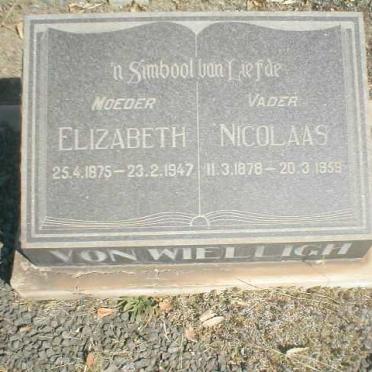 'n Simbool van Liefde
MOEDER
ELIZABETH
25.4.1875 – 23.2.1947
VADER
NICOLAAS
11.3.1878 – 20.3.1959
VON WIELLIGH